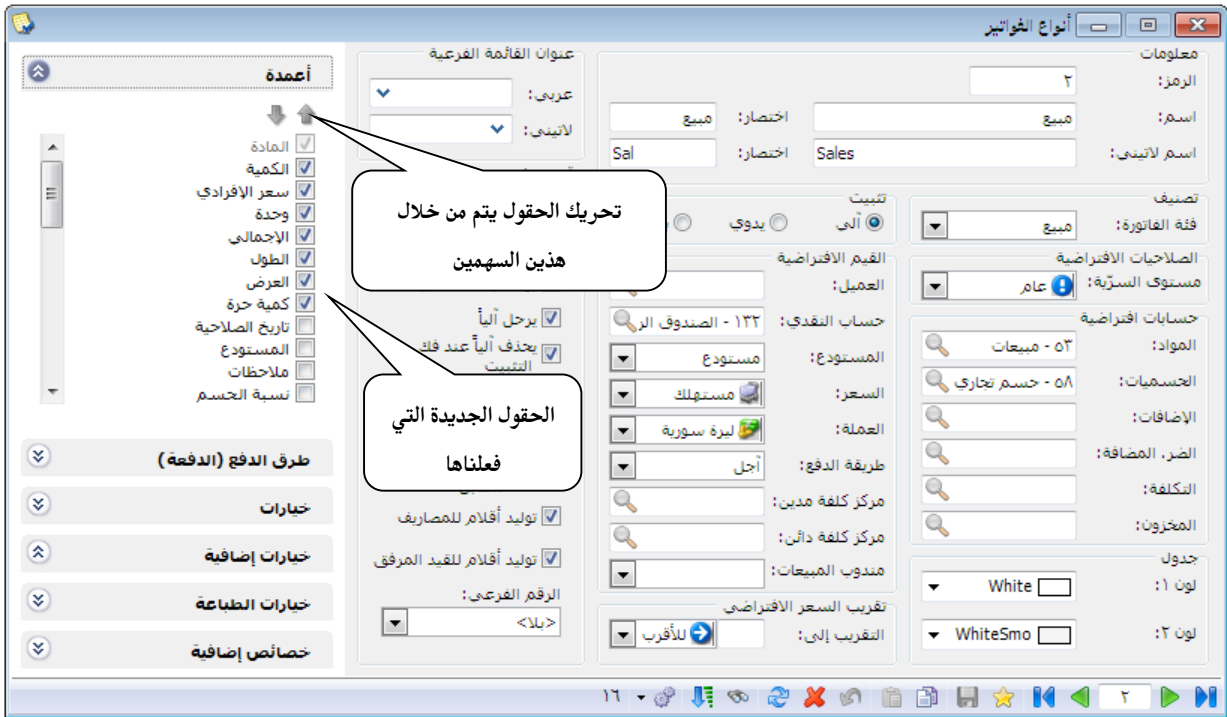 أنواع الفواتير
معلومات
الرمز: ٢
اسم: مبيع اختصار: مبيع
اسم لاتيني: Sales اختصار: Sal
تصنيف
فئة الفاتورة: مبيع
تثبيت
آلي يدوي
الصلاحيات الافتراضية
مستوى السرّية: عام
حسابات افتراضية
المواد: ٥٣ - مبيعات
الحسميات: ٥٨ - حسم تجاري
الإضافات:
الضر. المضافة:
التكلفة:
المخزون:
جدول
لون ١: White
لون ٢: WhiteSmo
القيم الافتراضية
العميل:
حساب النقدي: ١٣٢ - الصندوق الر
المستودع: مستودع
السعر: مستهلك
العملة: ليرة سورية
طريقة الدفع: آجل
مركز كلفة مدين:
مركز كلفة دائن:
مندوب المبيعات:
تقريب السعر الافتراضي
التقريب إلى: للأقرب
عنوان القائمة الفرعية
عربي:
لاتيني:
تحريك الحقول يتم من خلال
هذين السهمين
يرحل آلياً
يحذف آلياً عند فك
التثبيت
الحقول الجديدة التي
فعلناها
توليد أقلام للمصاريف
توليد أقلام للقيد المرفق
الرقم الفرعي:
<بلا>
أعمدة
المادة
الكمية
سعر الإفرادي
وحدة
الإجمالي
الطول
العرض
كمية حرة
تاريخ الصلاحية
المستودع
ملاحظات
نسبة الحسم
طرق الدفع (الدفعة)
خيارات
خيارات إضافية
خيارات الطباعة
خصائص إضافية
٢
١٦